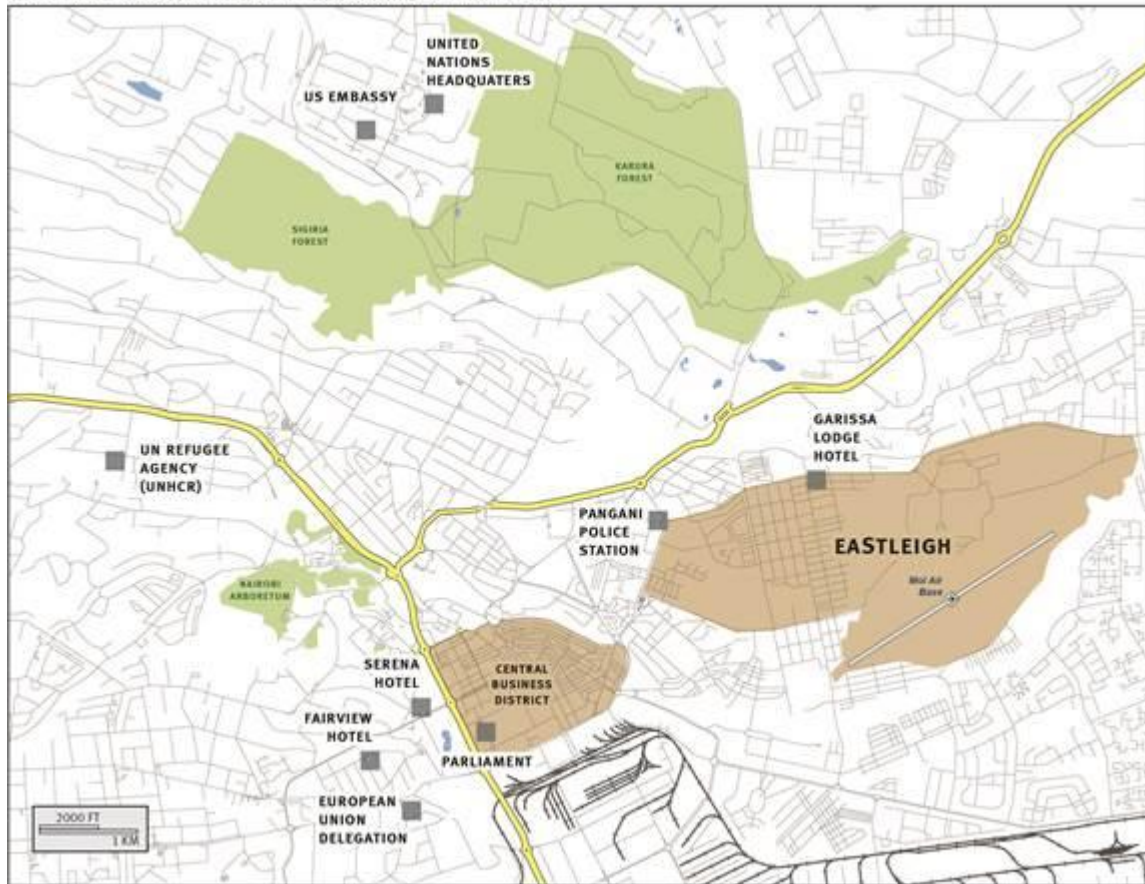 UNITED
NATIONS
HEADQUATERS
US EMBASSY
KARURA
FOREST
SIGIRIA
FOREST
GARISSA
LODGE
HOTEL
UN REFUGEE
AGENCY
(UNHCR)
PANGANI
POLICE
STATION
EASTLEIGH
Moi Air
Base
NAIROBI
ARBORETUM
SERENA
HOTEL
CENTRAL
BUSINESS
DISTRICT
FAIRVIEW
HOTEL
PARLIAMENT
EUROPEAN
UNION
DELEGATION
2000 FT
1 KM